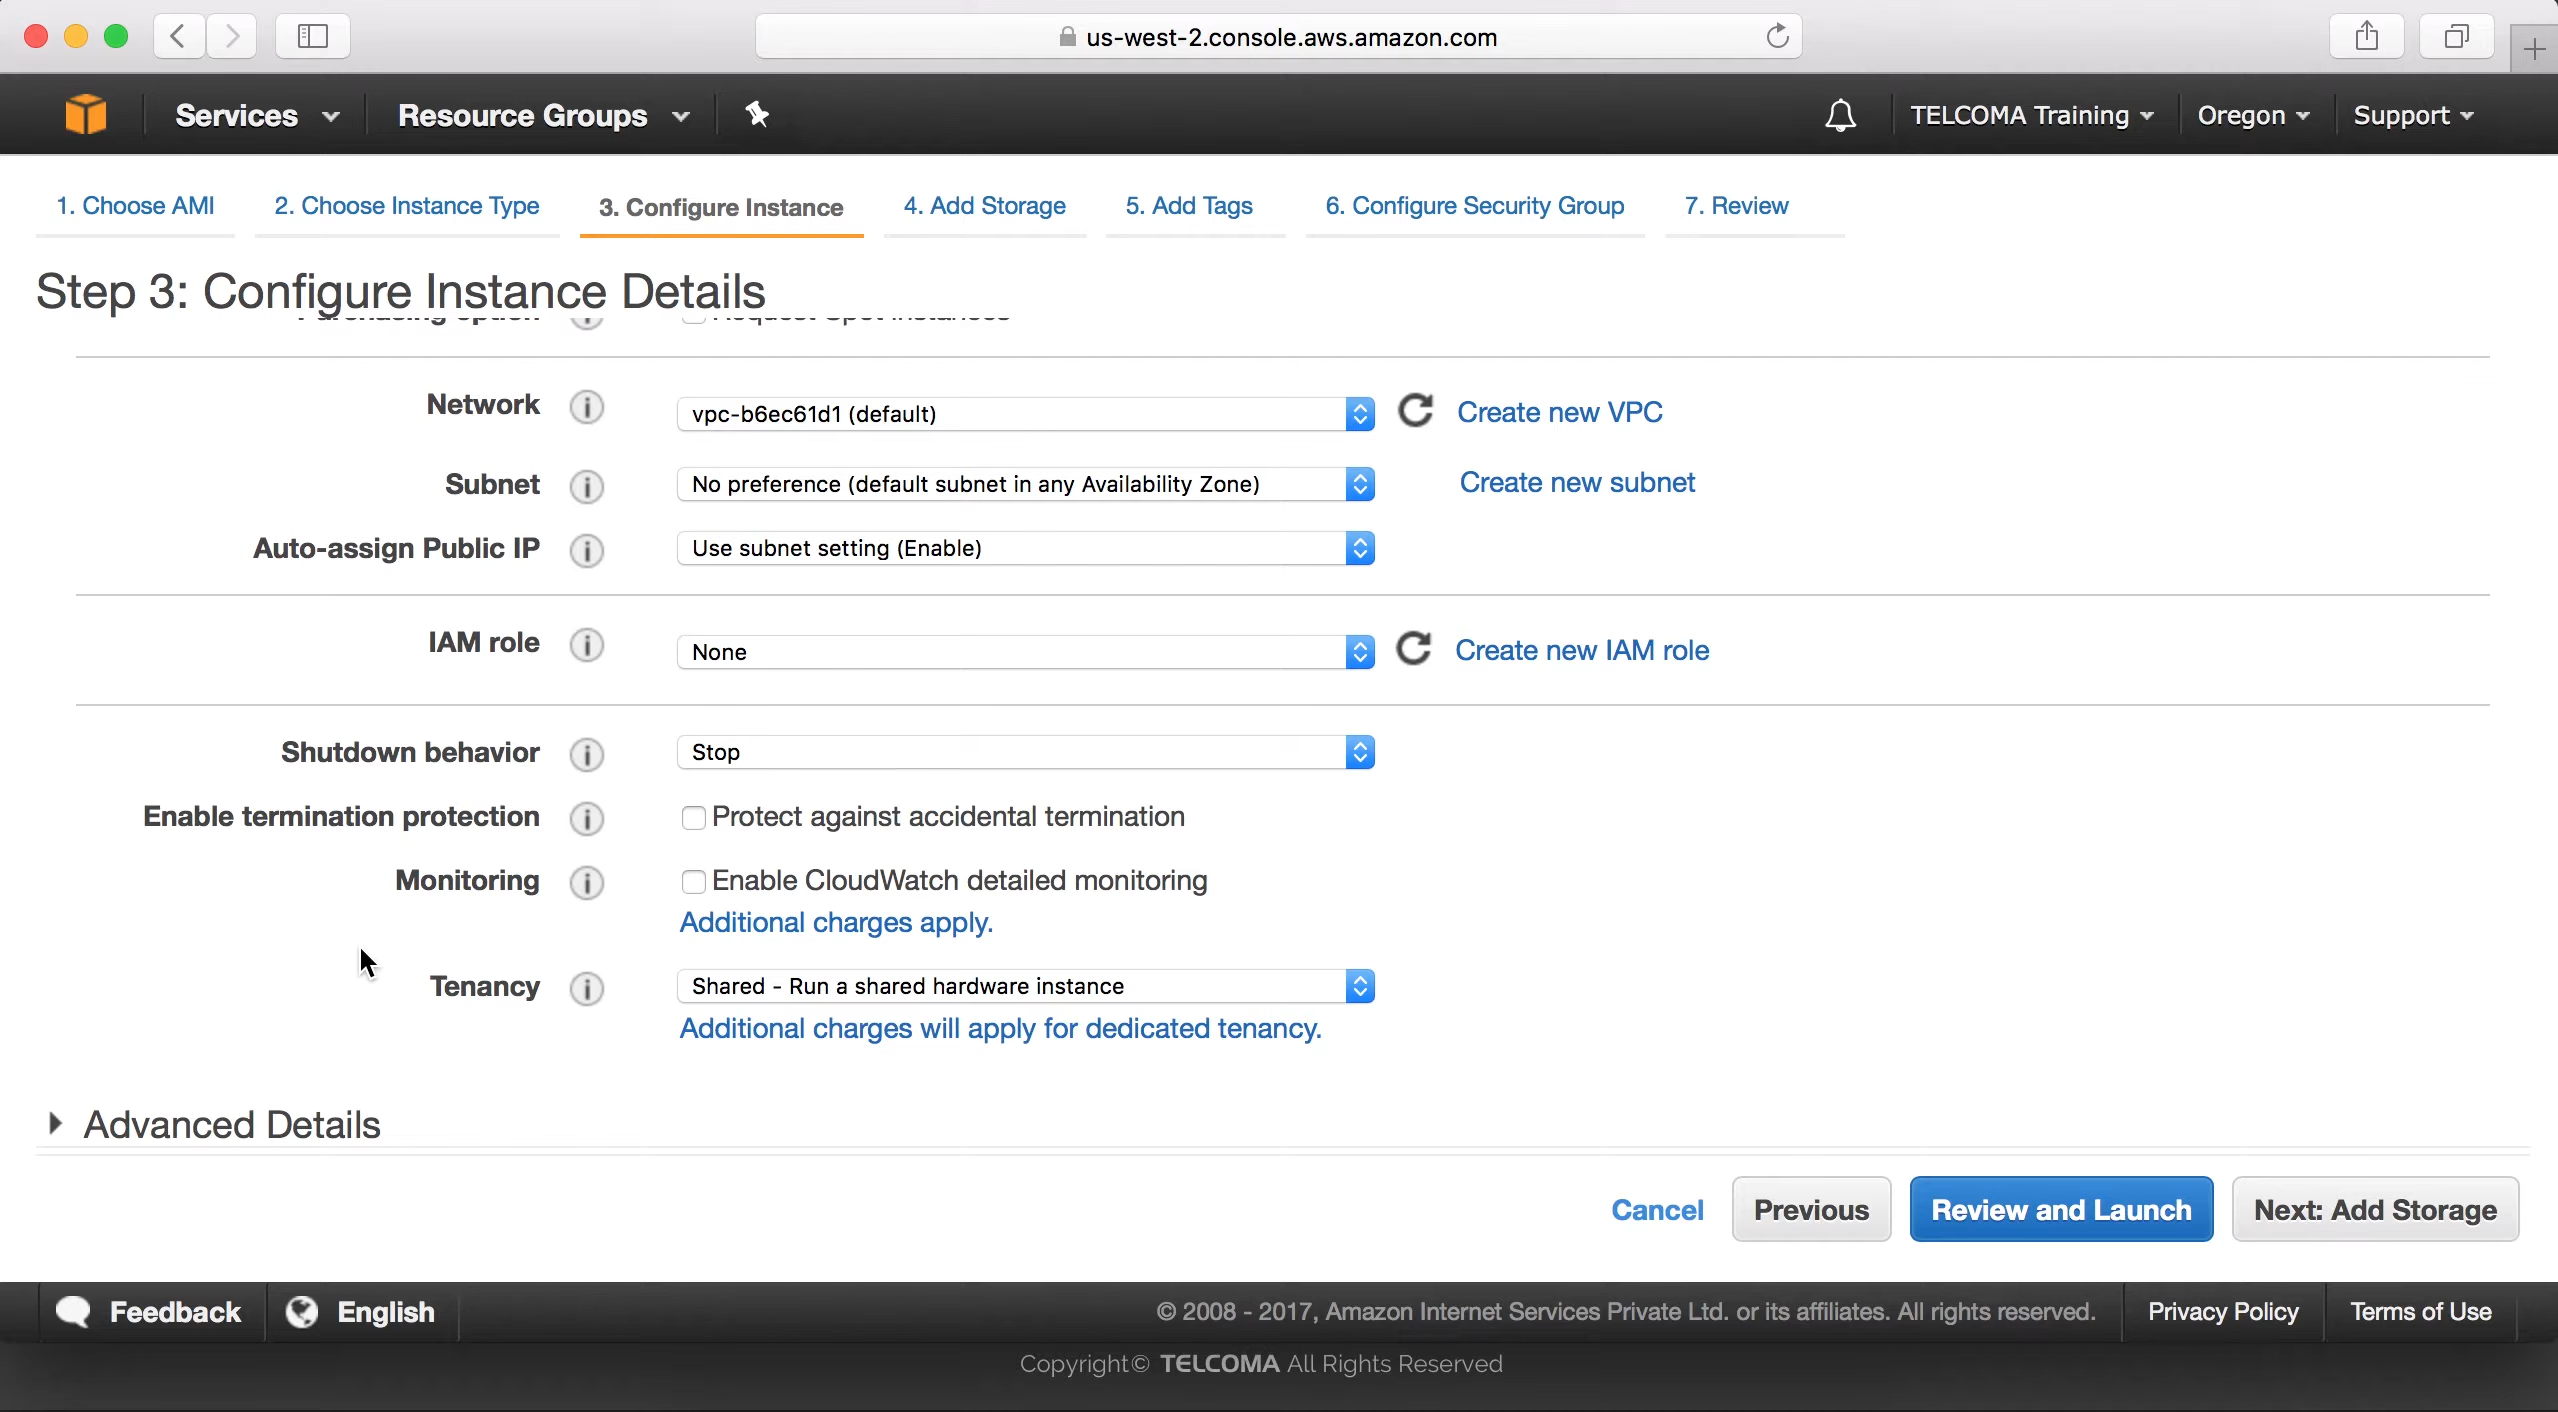 us-west-2.console.aws.amazon.com
Services Resource Groups TELCOMA Training Oregon Support
1. Choose AMI 2. Choose Instance Type 3. Configure Instance 4. Add Storage 5. Add Tags 6. Configure Security Group 7. Review
Step 3: Configure Instance Details
Network vpc-b6ec61d1 (default) Create new VPC
Subnet No preference (default subnet in any Availability Zone) Create new subnet
Auto-assign Public IP Use subnet setting (Enable)
IAM role None Create new IAM role
Shutdown behavior Stop
Enable termination protection Protect against accidental termination
Monitoring Enable CloudWatch detailed monitoring
Additional charges apply.
Tenancy Shared - Run a shared hardware instance
Additional charges will apply for dedicated tenancy.
Advanced Details
Cancel Previous Review and Launch Next: Add Storage
Feedback English © 2008 - 2017, Amazon Internet Services Private Ltd. or its affiliates. All rights reserved. Privacy Policy Terms of Use
Copyright© TELCOMA All Rights Reserved